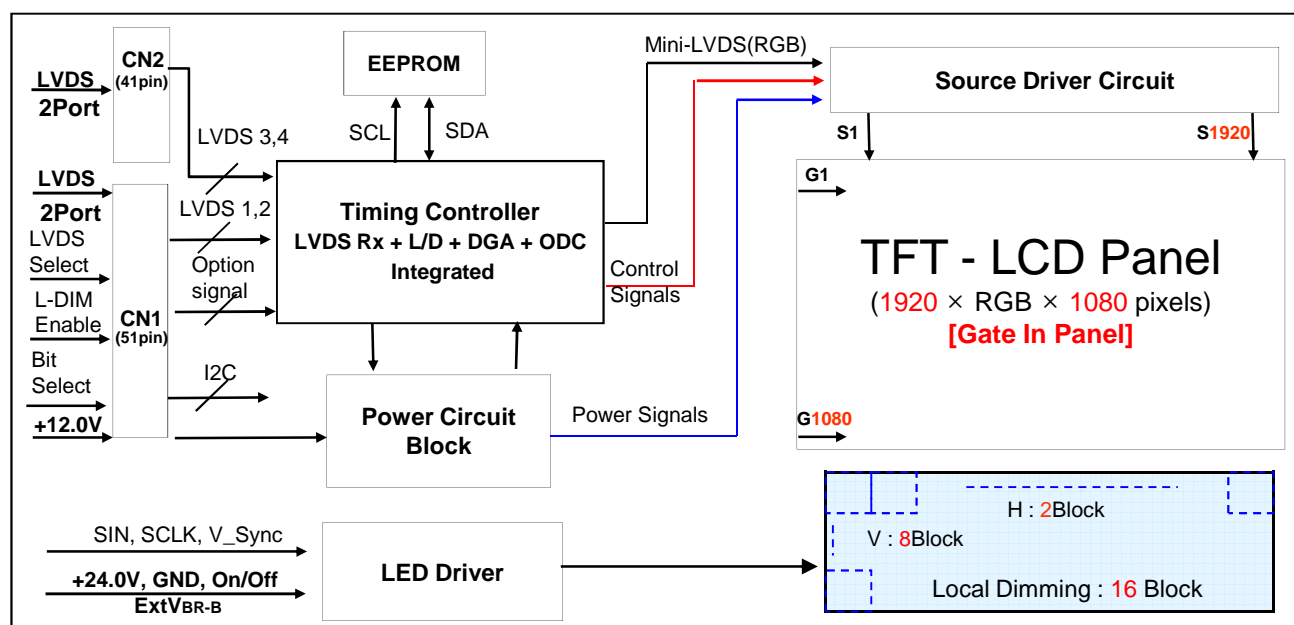 CN2
(41pin)
LVDS
2Port
EEPROM
Mini-LVDS(RGB)
Source Driver Circuit
SCL
SDA
S1
S1920
LVDS 3,4
LVDS
2Port
LVDS 1,2
LVDS
Select
Option
signal
L-DIM
Enable
CN1
(51pin)
Bit
Select
I2C
+12.0V
Timing Controller
LVDS Rx + L/D + DGA + ODC
Integrated
Control
Signals
G1
TFT - LCD Panel
(1920 × RGB × 1080 pixels)
[Gate In Panel]
G1080
Power Circuit
Block
Power Signals
SIN, SCLK, V_Sync
+24.0V, GND, On/Off
ExtVBR-B
LED Driver
H : 2Block
V : 8Block
Local Dimming : 16 Block